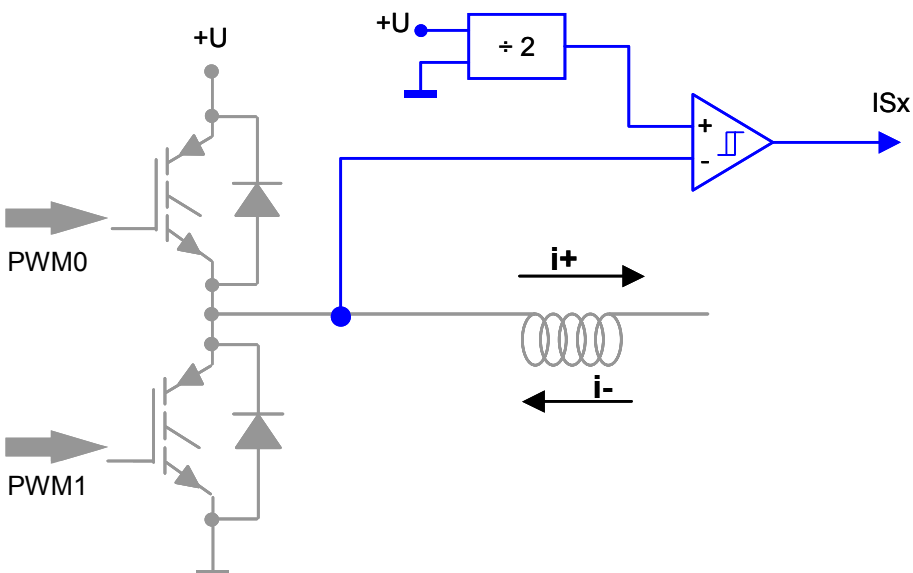 +U
+U
÷ 2
ISx
+
-
PWM0
i+
i-
PWM1